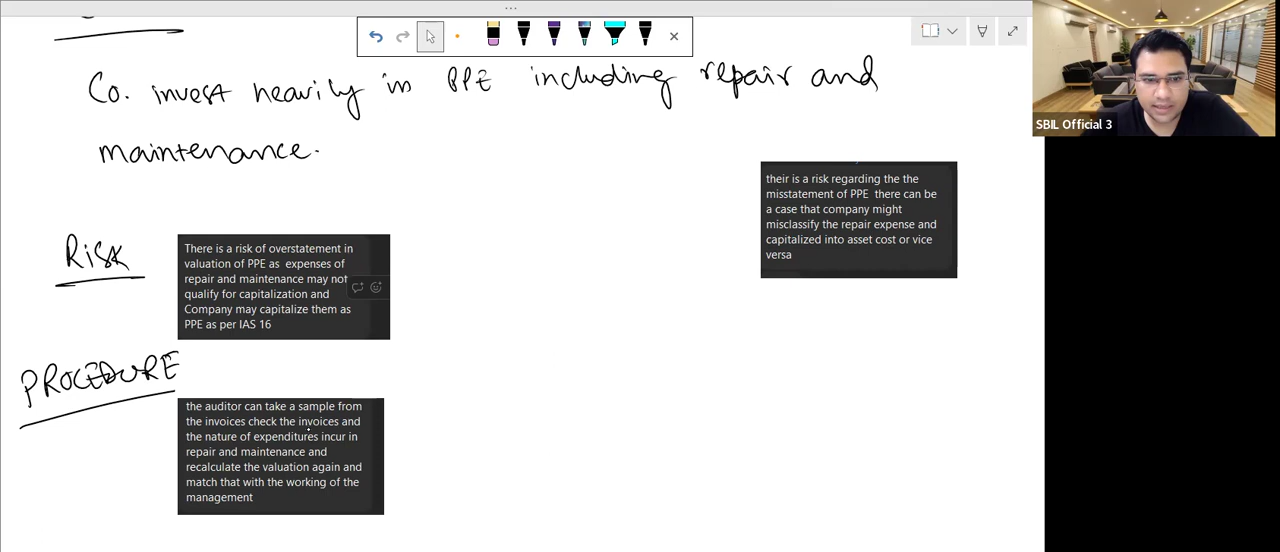 Co. invest heavily in PPE including repair and
maintenance.
SBIL Official 3
their is a risk regarding the the
misstatement of PPE there can be
a case that company might
misclassify the repair expense and
capitalized into asset cost or vice
versa
RISK
There is a risk of overstatement in
valuation of PPE as expenses of
repair and maintenance may not
qualify for capitalization and
Company may capitalize them as
PPE as per IAS 16
PROCEDURE
the auditor can take a sample from
the invoices check the invoices and
the nature of expenditures incur in
repair and maintenance and
recalculate the valuation again and
match that with the working of the
management